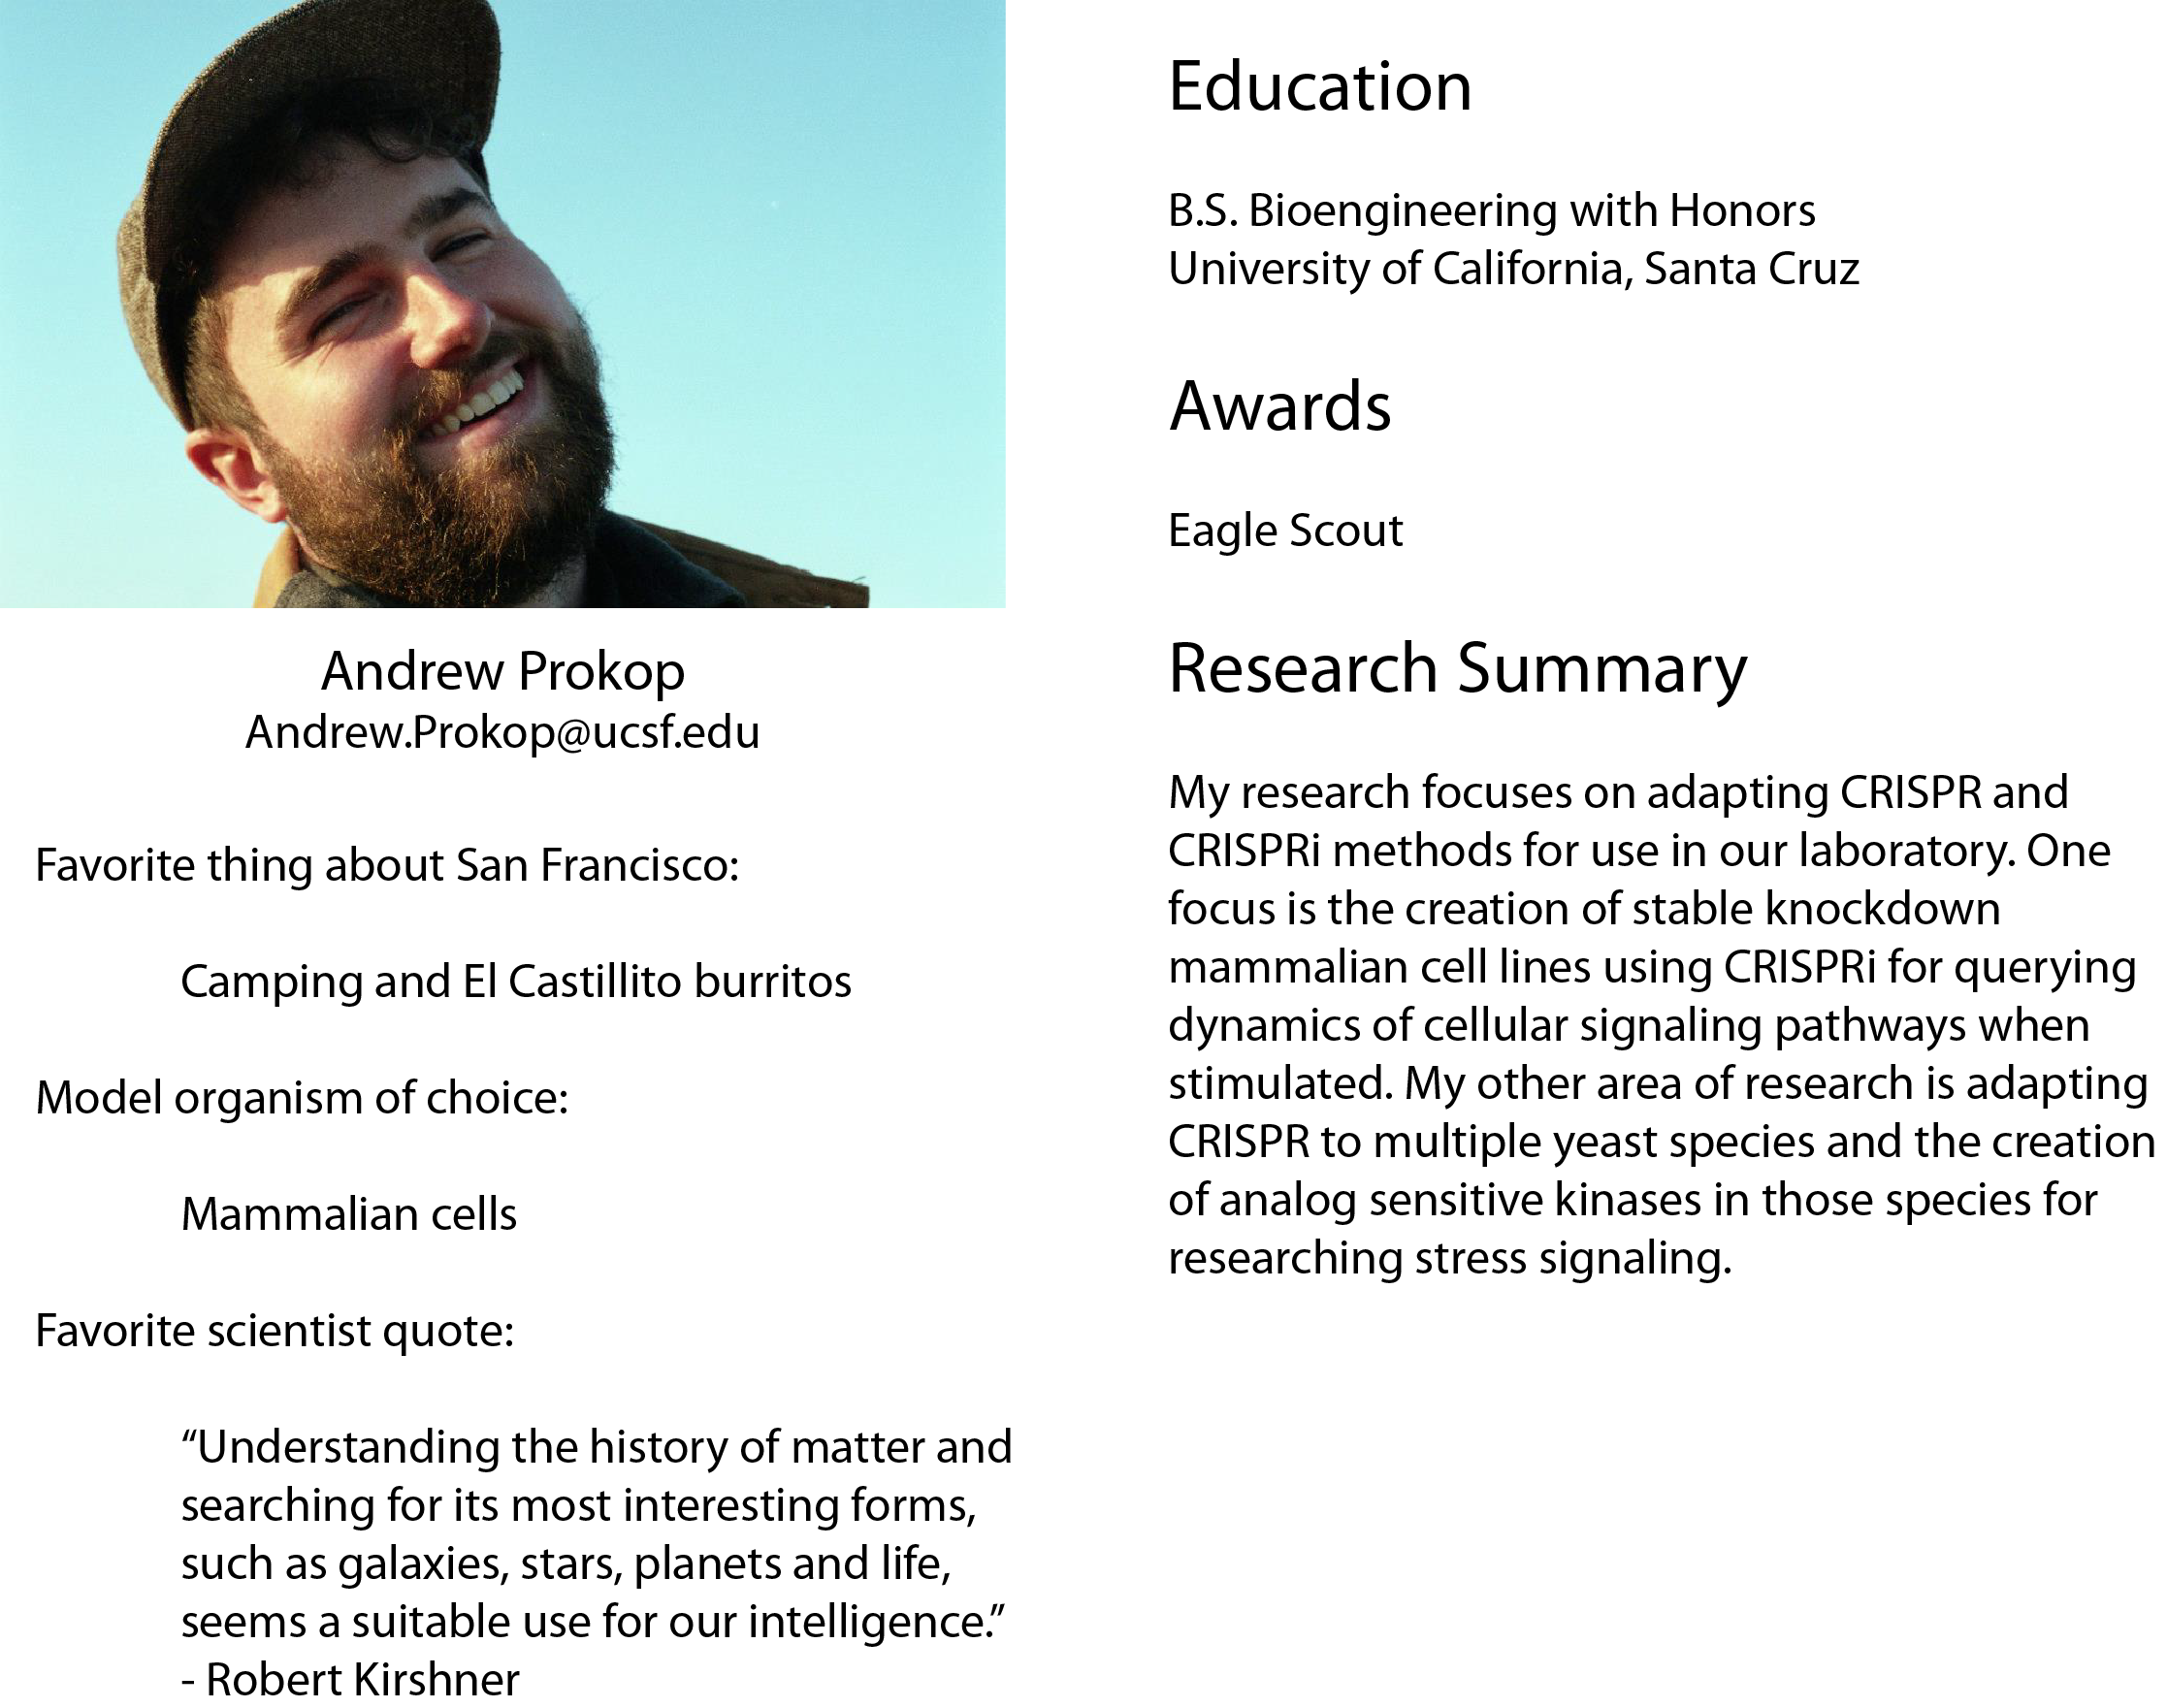 Andrew Prokop
Andrew.Prokop@ucsf.edu
Favorite thing about San Francisco:
Camping and El Castillito burritos
Model organism of choice:
Mammalian cells
Favorite scientist quote:
“Understanding the history of matter and
searching for its most interesting forms,
such as galaxies, stars, planets and life,
seems a suitable use for our intelligence.”
- Robert Kirshner
Education
B.S. Bioengineering with Honors
University of California, Santa Cruz
Awards
Eagle Scout
Research Summary
My research focuses on adapting CRISPR and
CRISPRi methods for use in our laboratory. One
focus is the creation of stable knockdown
mammalian cell lines using CRISPRi for querying
dynamics of cellular signaling pathways when
stimulated. My other area of research is adapting
CRISPR to multiple yeast species and the creation
of analog sensitive kinases in those species for
researching stress signaling.